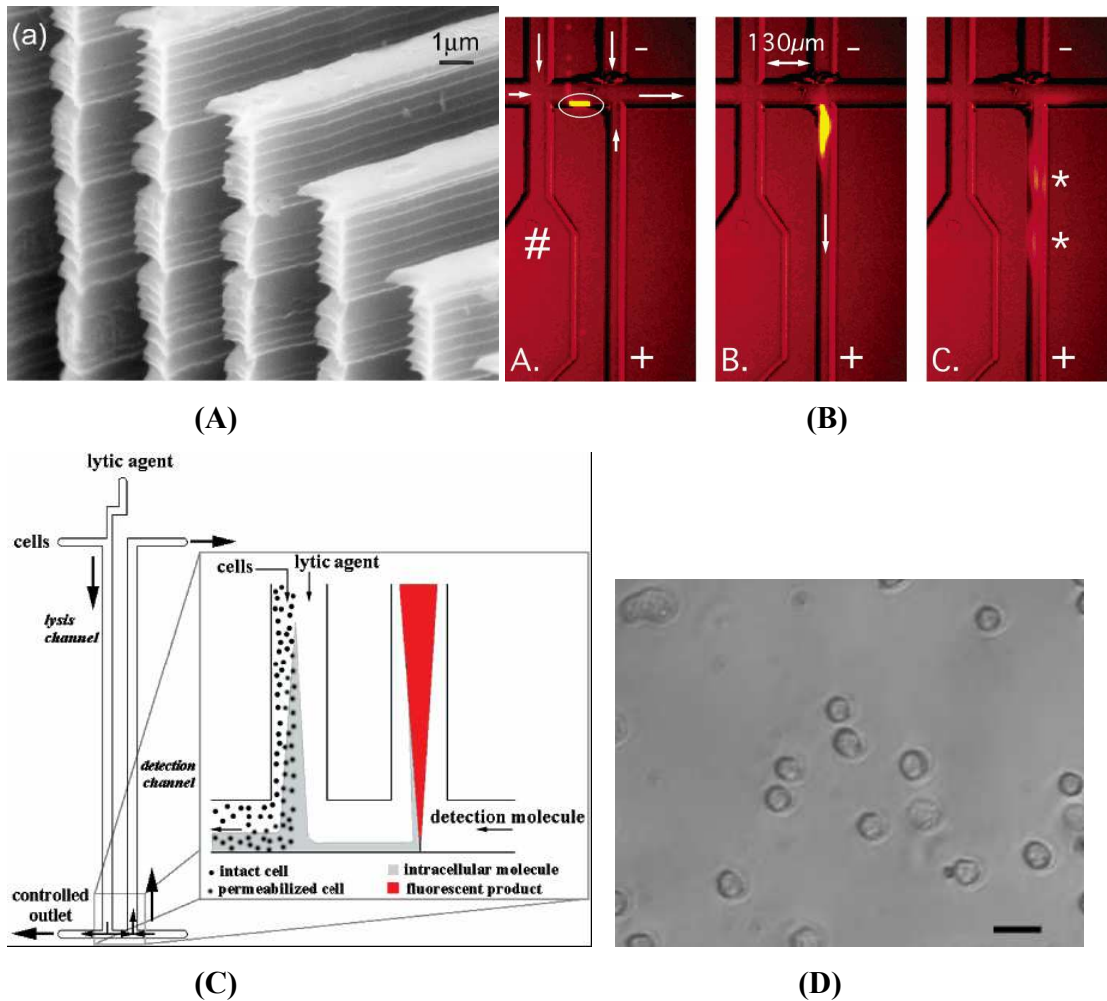 (a)
1μm
(A)
–
#
A.
+
130μm
–
B.
+
–
*
*
C.
+
(B)
lytic agent
cells
lysis
channel
detection
channel
controlled
outlet
cells
lytic agent
detection molecule
intact cell
permeabilized cell
intracellular molecule
fluorescent product
(C)
(D)